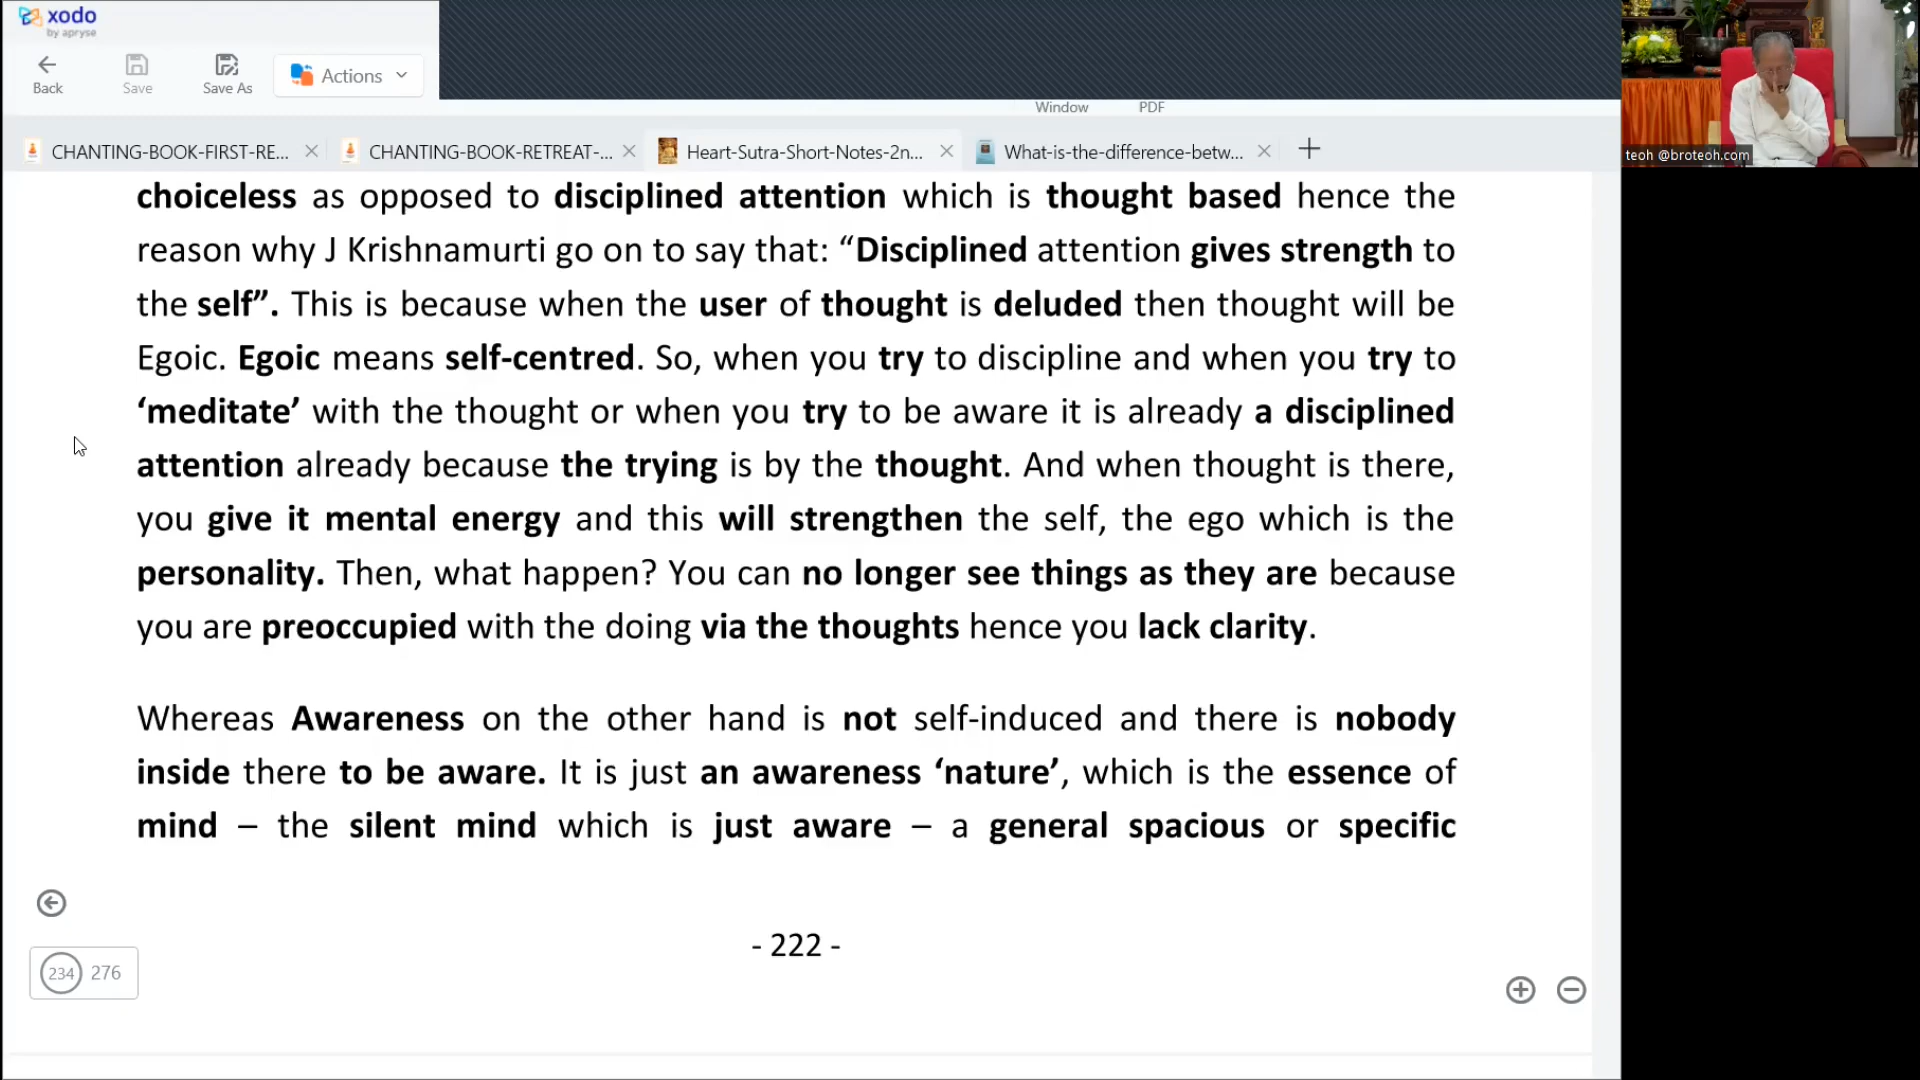 xodo
by apryse
Back
Save
Save As
Actions
Window
PDF
CHANTING-BOOK-FIRST-RE...
CHANTING-BOOK-RETREAT-...
Heart-Sutra-Short-Notes-2n...
What-is-the-difference-betw...
teoh @broteoh.com
choiceless as opposed to disciplined attention which is thought based hence the
reason why J Krishnamurti go on to say that: “Disciplined attention gives strength to
the self”. This is because when the user of thought is deluded then thought will be
Egoic. Egoic means self-centred. So, when you try to discipline and when you try to
‘meditate’ with the thought or when you try to be aware it is already a disciplined
attention already because the trying is by the thought. And when thought is there,
you give it mental energy and this will strengthen the self, the ego which is the
personality. Then, what happen? You can no longer see things as they are because
you are preoccupied with the doing via the thoughts hence you lack clarity.
Whereas Awareness on the other hand is not self-induced and there is nobody
inside there to be aware. It is just an awareness ‘nature’, which is the essence of
mind – the silent mind which is just aware – a general spacious or specific
- 222 -
234 276